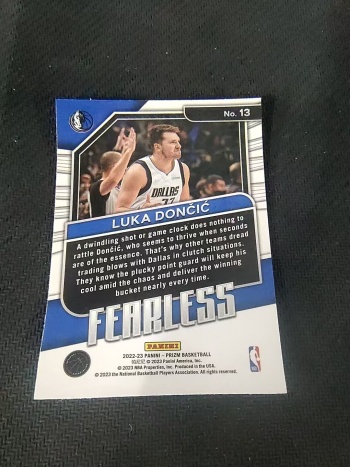 No. 13
DALLAS
77
LUKA DONČIĆ
A dwindling shot or game clock does nothing to
rattle Dončić, who seems to thrive when seconds
are of the essence. That's why other teams dread
trading blows with Dallas in clutch situations.
They know the plucky point guard will keep his
cool amid the chaos and deliver the winning
bucket nearly every time.
FEARLESS
PANINI
2022-23 PANINI - PRIZM BASKETBALL
© 2023 Panini America, Inc.
© 2023 NBA Properties, Inc. Produced in the USA.
© 2023 the National Basketball Players Association. All rights reserved.
NBA